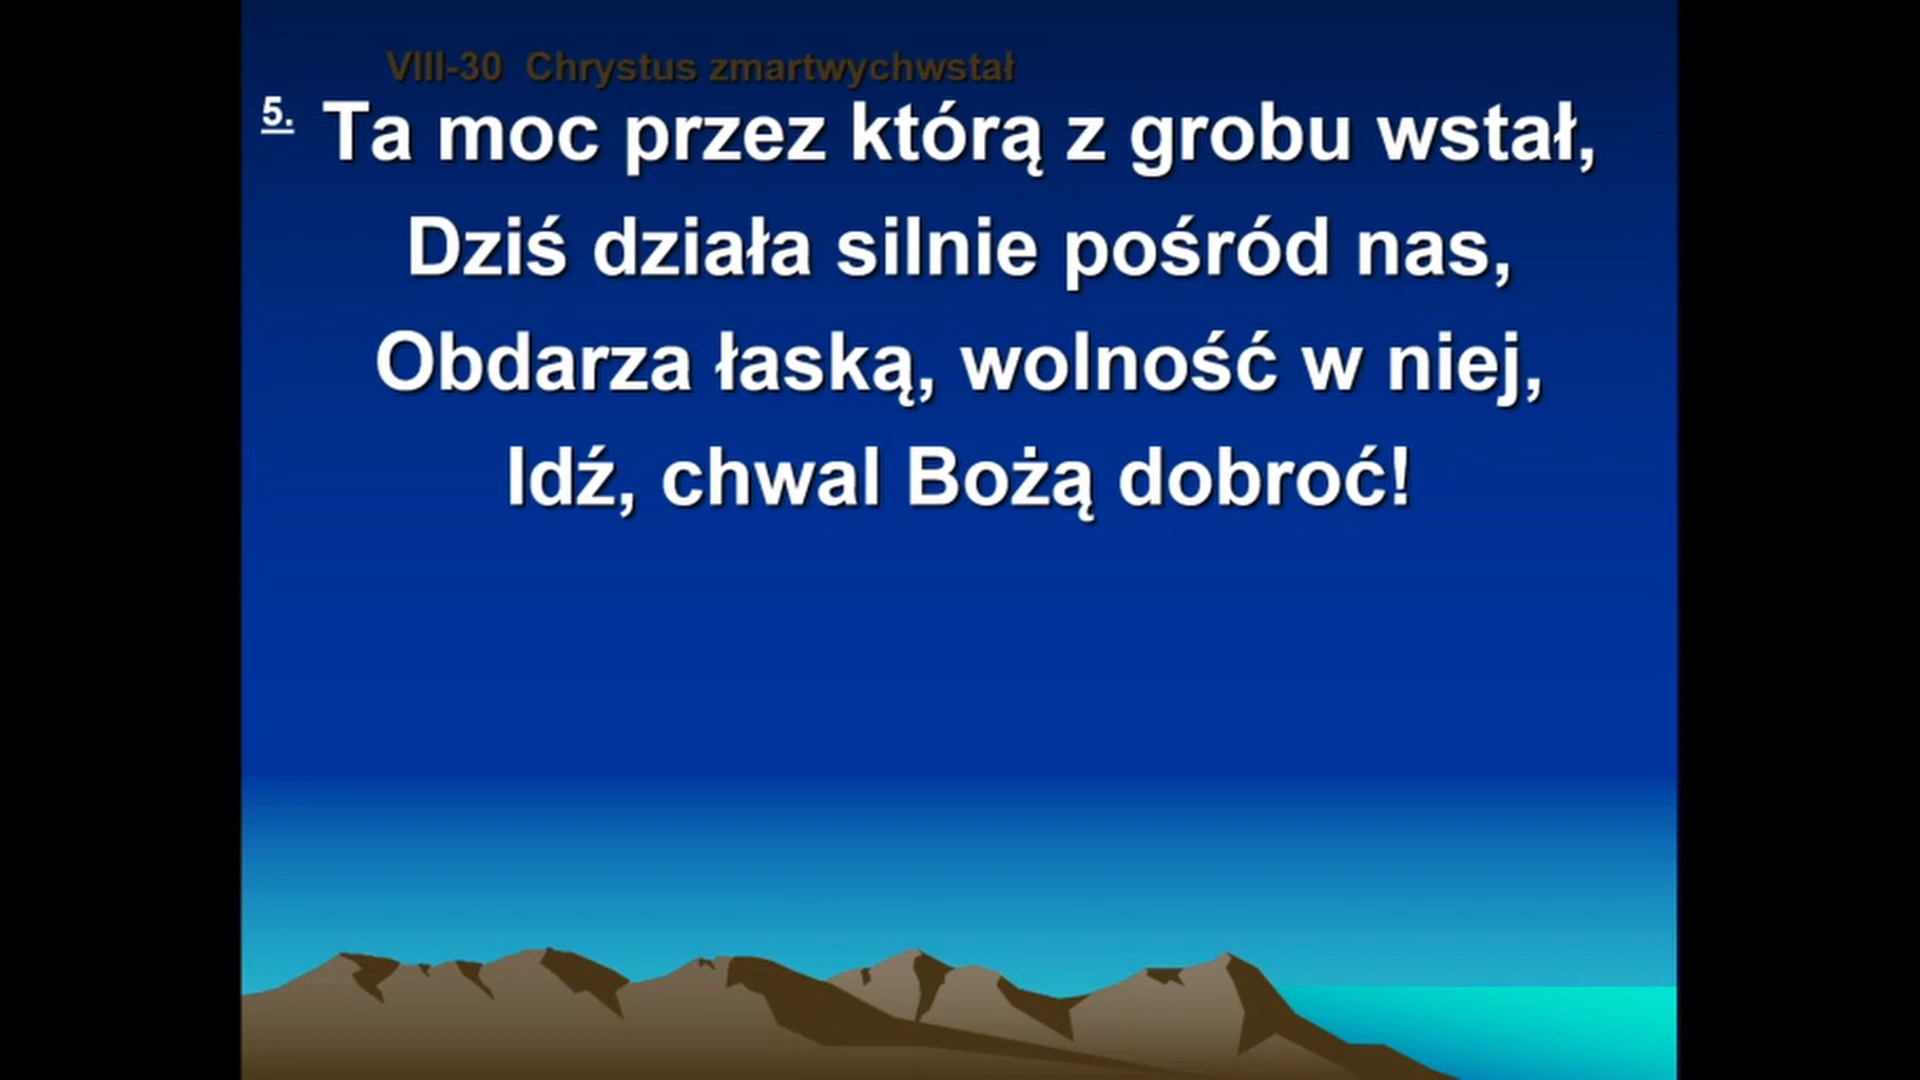 VIII-30 Chrystus zmartwychwstał
5. Ta moc przez którą z grobu wstał,
Dziś działa silnie pośród nas,
Obdarza łaską, wolność w niej,
Idź, chwal Bożą dobroć!